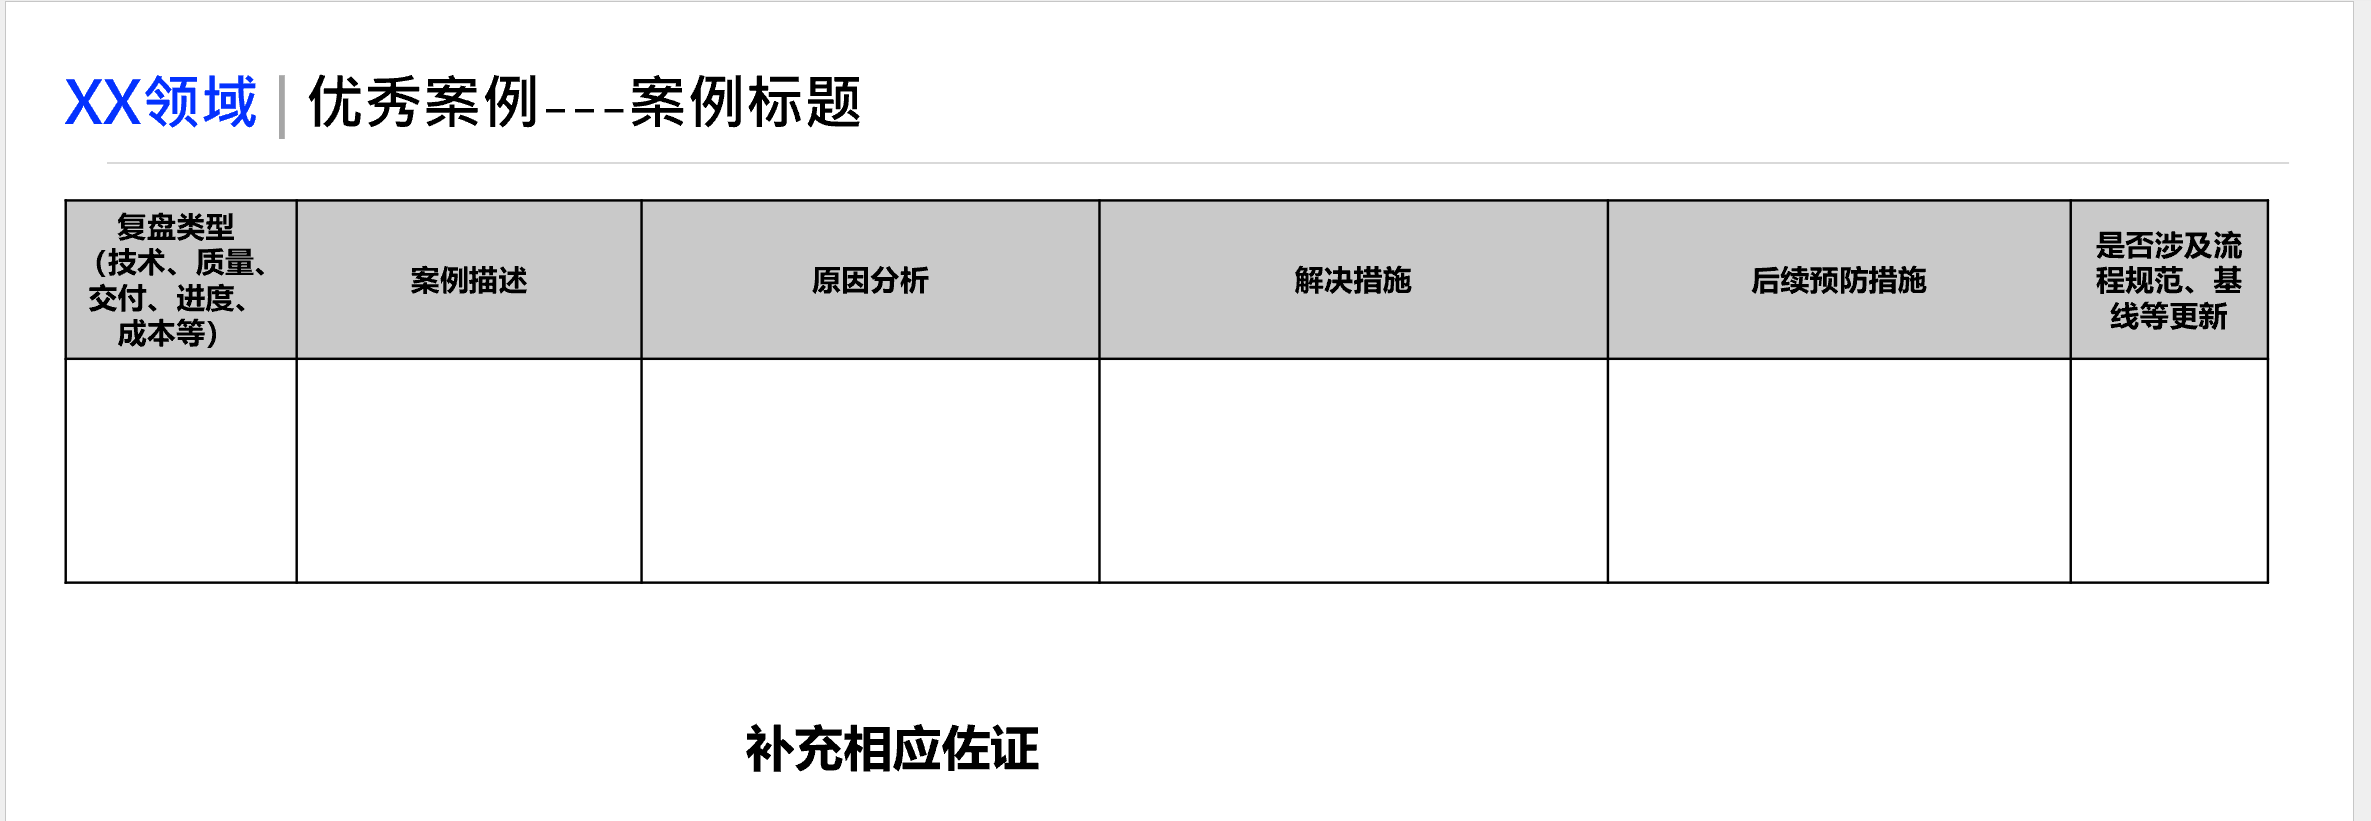 XX领域 | 优秀案例---案例标题
复盘类型
（技术、质量、
交付、进度、
成本等）
案例描述
原因分析
解决措施
后续预防措施
是否涉及流
程规范、基
线等更新
补充相应佐证